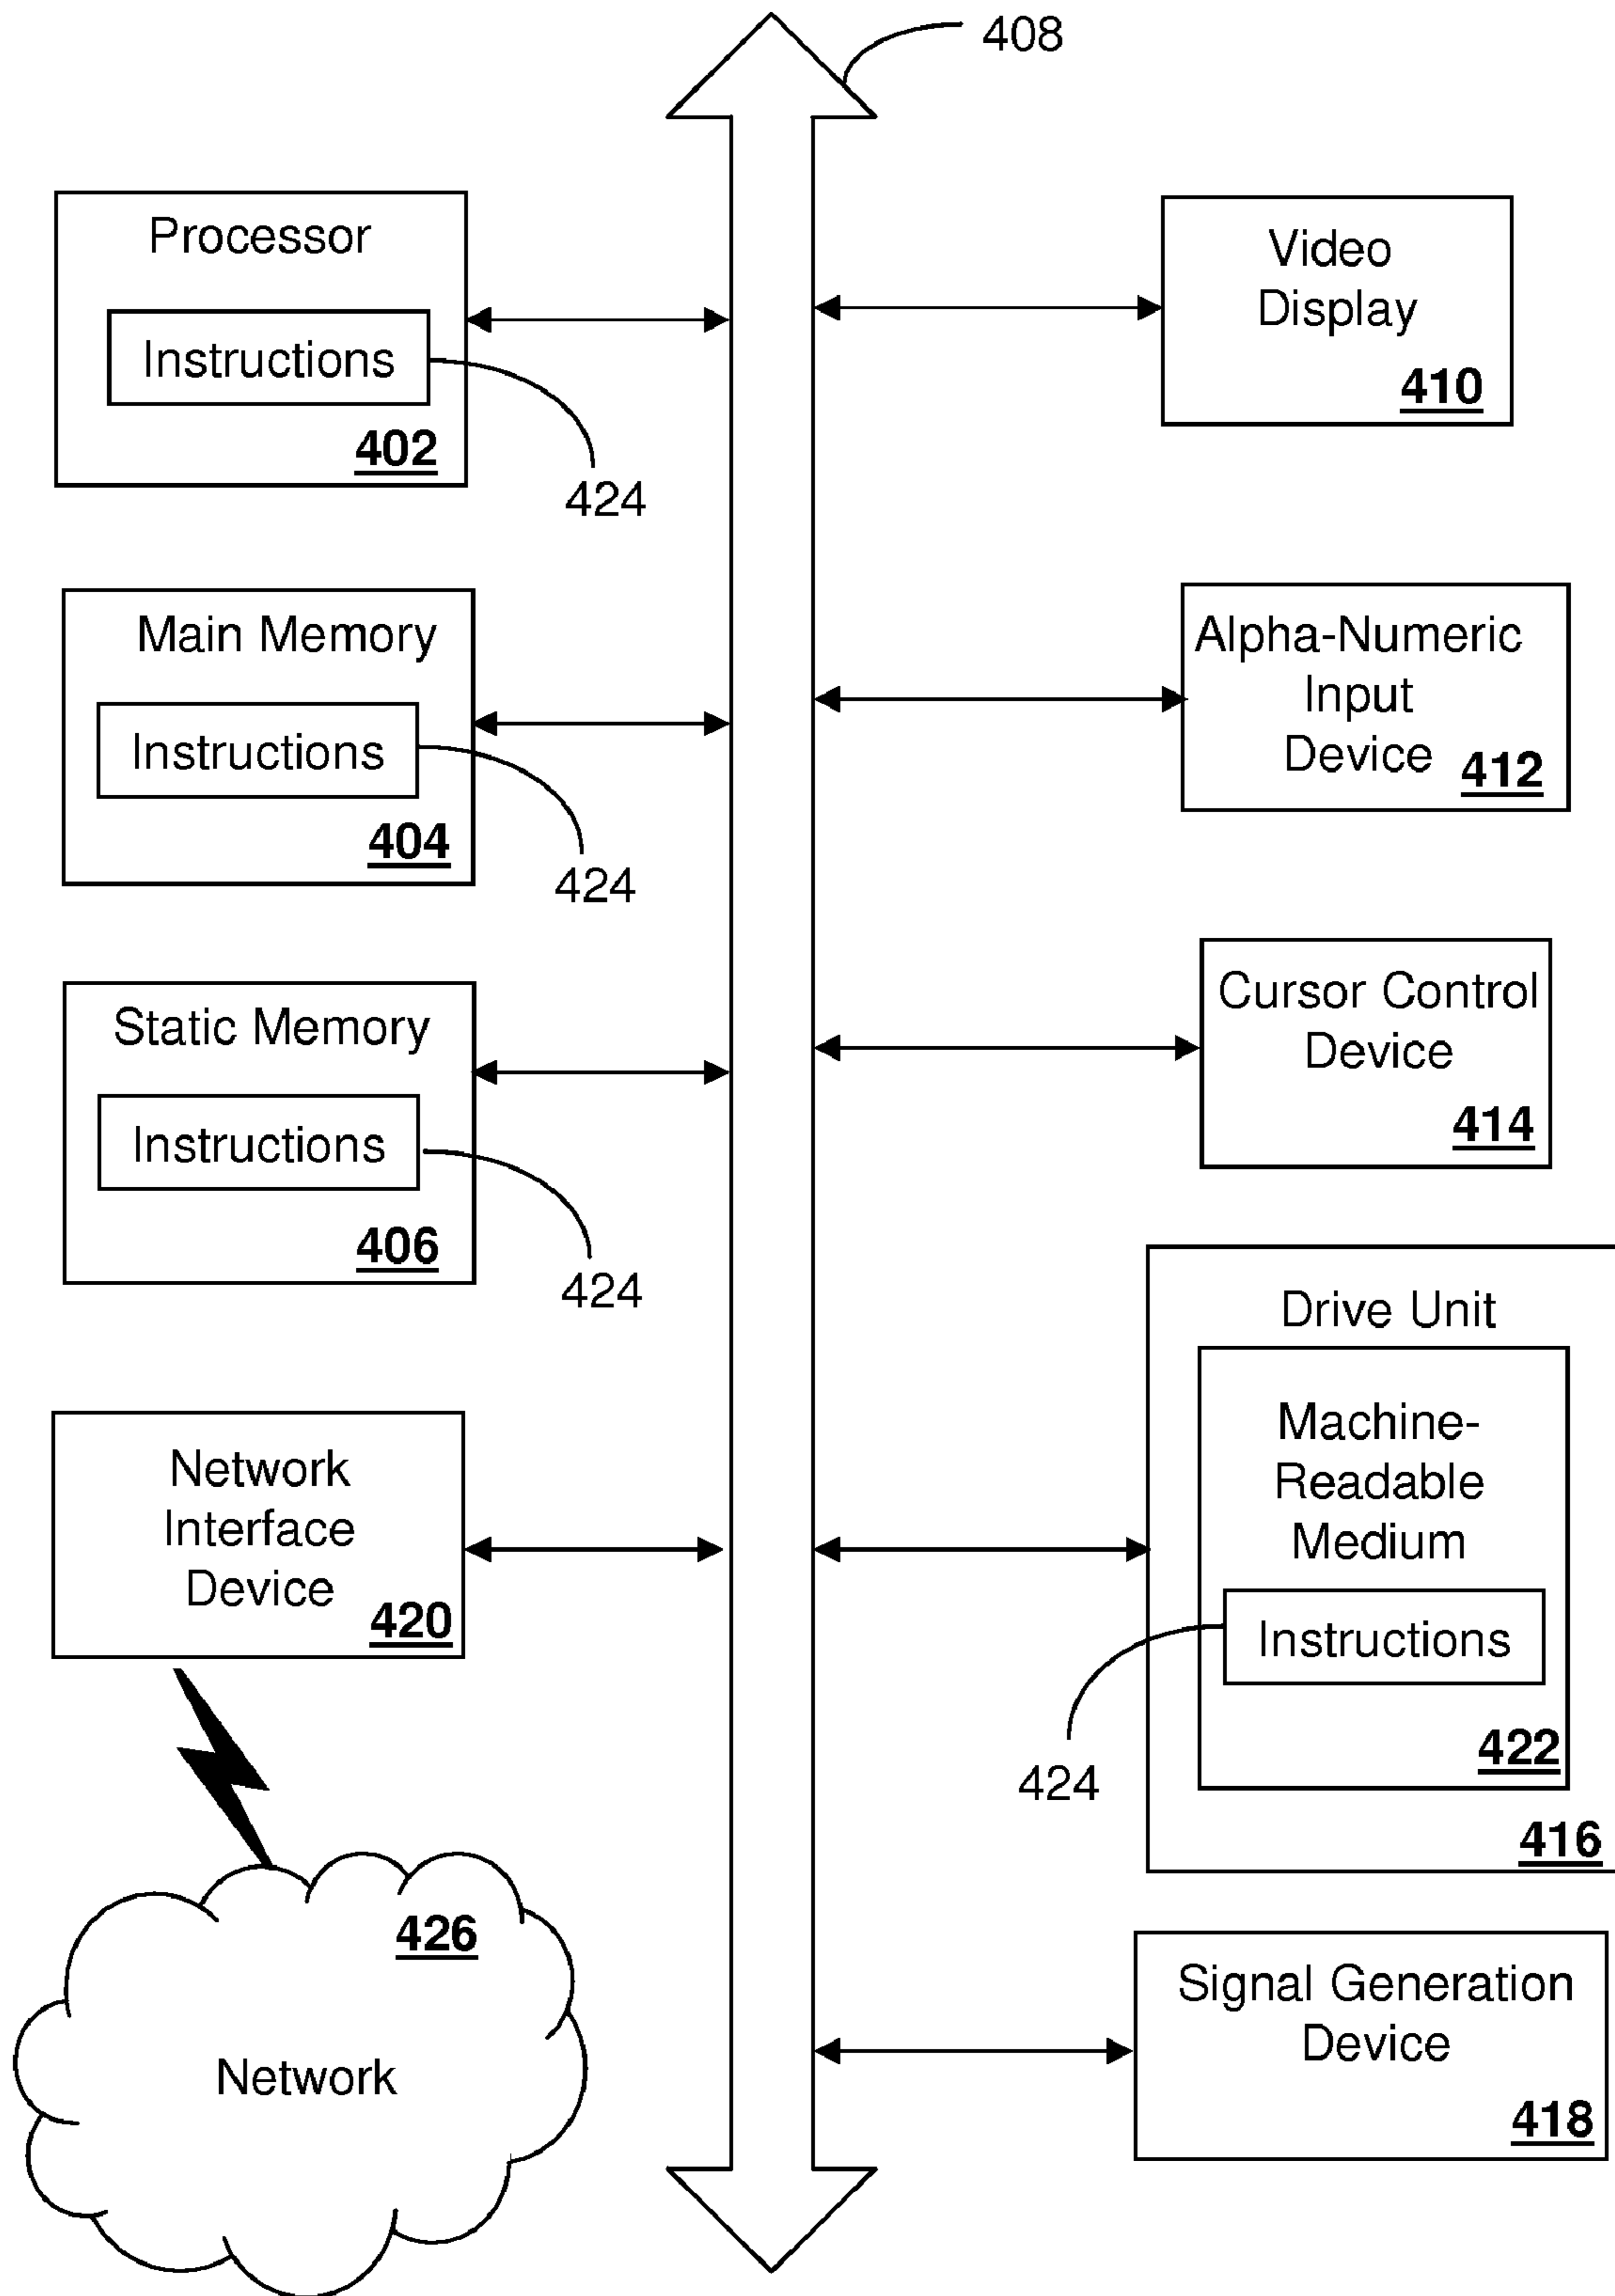 408
Processor
Instructions
402
424
Main Memory
Instructions
404
424
Static Memory
Instructions
406
424
Network
Interface
Device
420
426
Network
Video
Display
410
Alpha-Numeric
Input
Device
412
Cursor Control
Device
414
Drive Unit
Machine-
Readable
Medium
Instructions
424
422
416
Signal Generation
Device
418